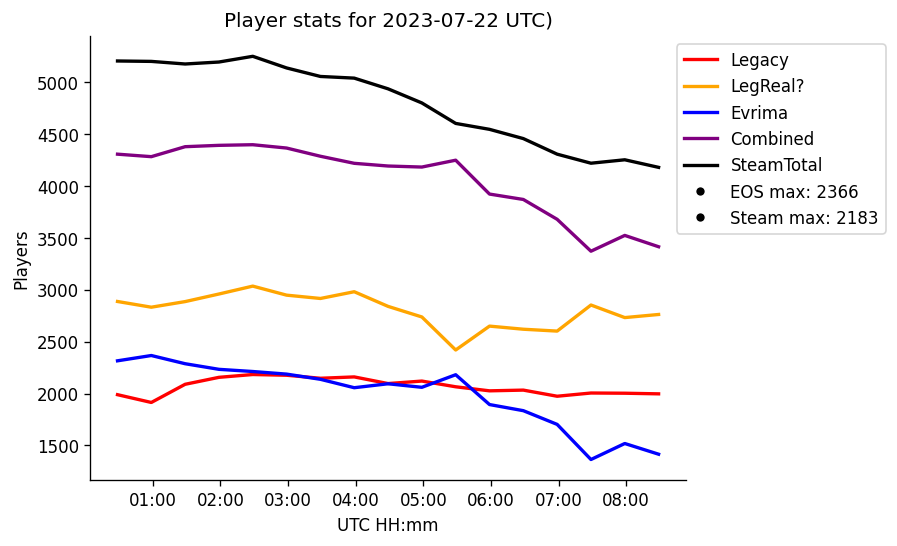 Player stats for 2023-07-22 UTC)
Players
5000
4500
4000
3500
3000
2500
2000
1500
01:00 02:00 03:00 04:00 05:00 06:00 07:00 08:00
UTC HH:mm
Legacy
LegReal?
Evrima
Combined
SteamTotal
EOS max: 2366
Steam max: 2183